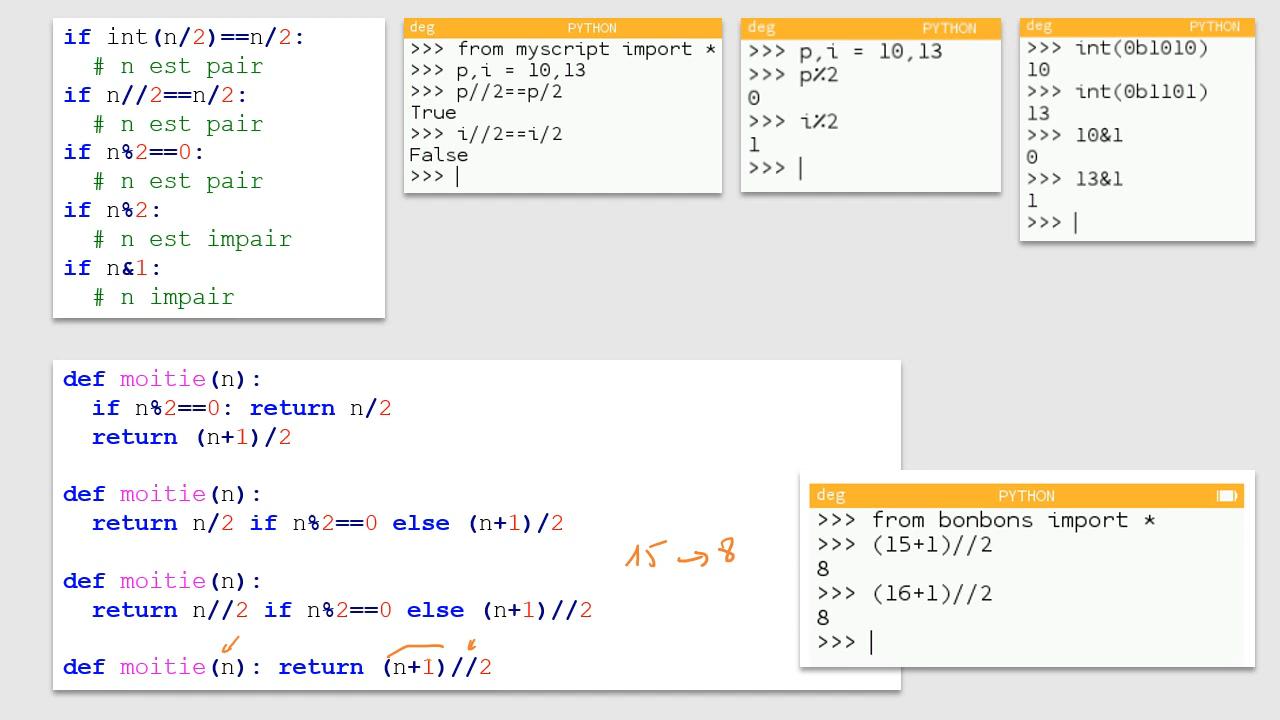 if int(n/2)==n/2:
# n est pair
if n//2==n/2:
# n est pair
if n%2==0:
# n est pair
if n%2:
# n est impair
if n&1:
# n impair
deg PYTHON
>>> from myscript import *
>>> p,i = 10,13
>>> p//2==p/2
True
>>> i//2==i/2
False
>>>
deg PYTHON
>>> p,i = 10,13
>>> p%2
0
>>> i%2
1
>>>
deg PYTHON
>>> int(0b1010)
10
>>> int(0b1101)
13
>>> 10&1
0
>>> 13&1
1
>>>
def moitie(n):
if n%2==0: return n/2
return (n+1)/2
def moitie(n):
return n/2 if n%2==0 else (n+1)/2
15 → 8
def moitie(n):
return n//2 if n%2==0 else (n+1)//2
def moitie(n): return (n+1)//2
deg PYTHON
>>> from bonbons import *
>>> (15+1)//2
8
>>> (16+1)//2
8
>>>